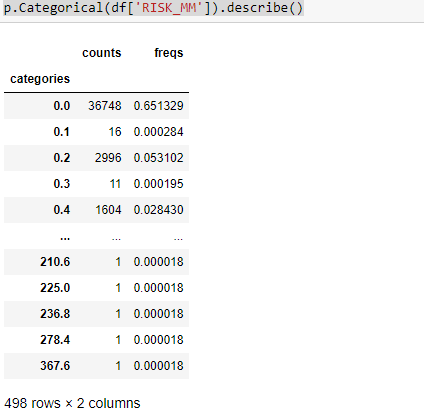 p.Categorical(df['RISK_MM']).describe()
counts freqs
categories
0.0 36748 0.651329
0.1 16 0.000284
0.2 2996 0.053102
0.3 11 0.000195
0.4 1604 0.028430
... ... ...
210.6 1 0.000018
225.0 1 0.000018
236.8 1 0.000018
278.4 1 0.000018
367.6 1 0.000018
498 rows × 2 columns